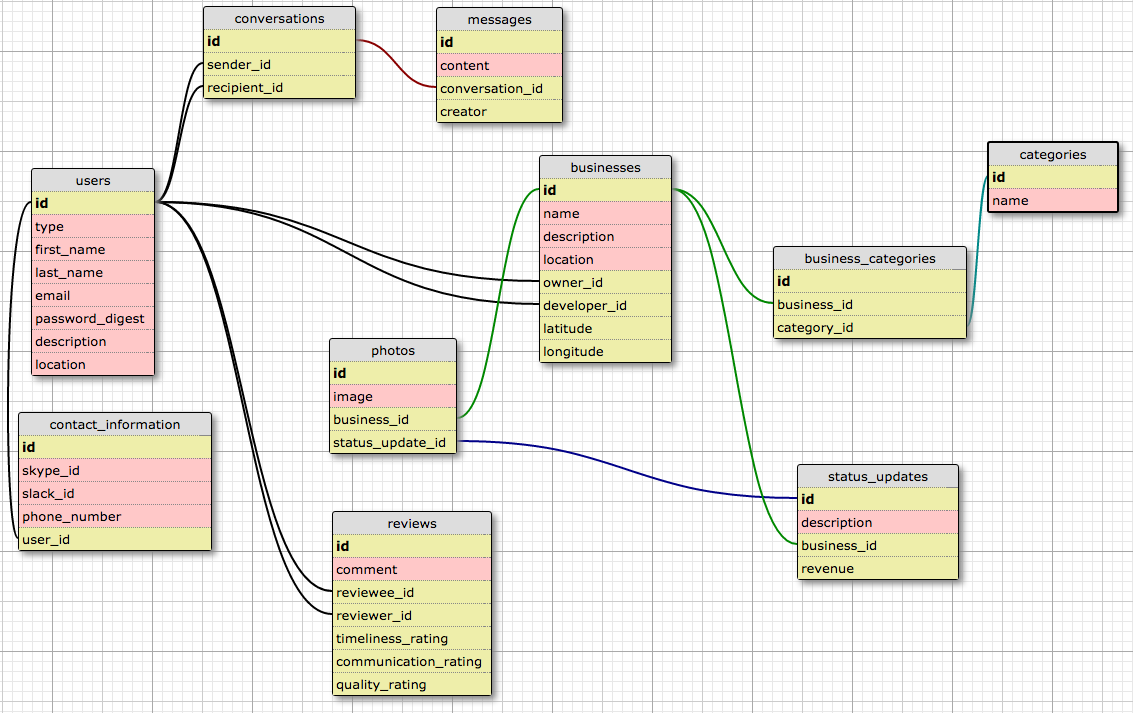 conversations
id
sender_id
recipient_id
messages
id
content
conversation_id
creator
users
id
type
first_name
last_name
email
password_digest
description
location
businesses
id
name
description
location
owner_id
developer_id
latitude
longitude
categories
id
name
business_categories
id
business_id
category_id
photos
id
image
business_id
status_update_id
contact_information
id
skype_id
slack_id
phone_number
user_id
status_updates
id
description
business_id
revenue
reviews
id
comment
reviewee_id
reviewer_id
timeliness_rating
communication_rating
quality_rating